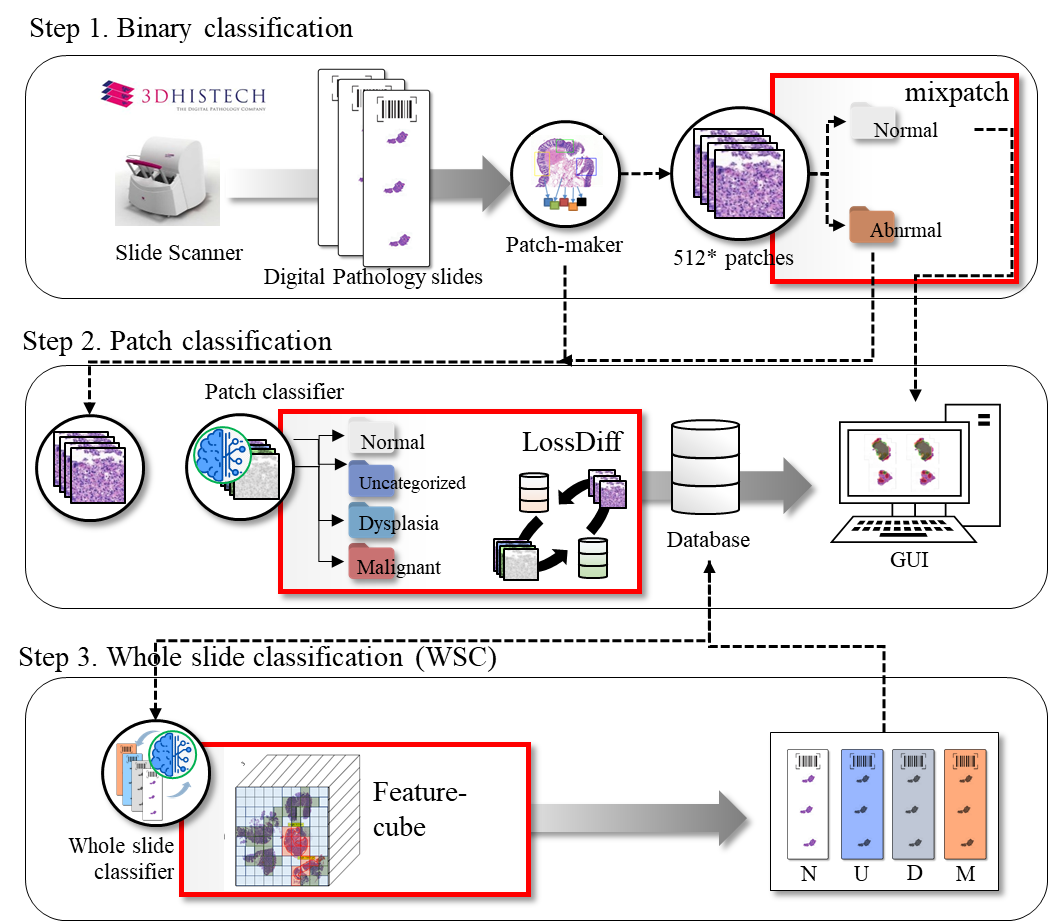 Step 1. Binary classification
3DHISTECH
THE DIGITAL PATHOLOGY COMPANY
Slide Scanner
Digital Pathology slides
Patch-maker
512* patches
mixpatch
Normal
Abnrmal
Step 2. Patch classification
Patch classifier
Normal
Uncategorized
Dysplasia
Malignant
LossDiff
Database
GUI
Step 3. Whole slide classification (WSC)
Whole slide
classifier
Feature-
cube
N U D M